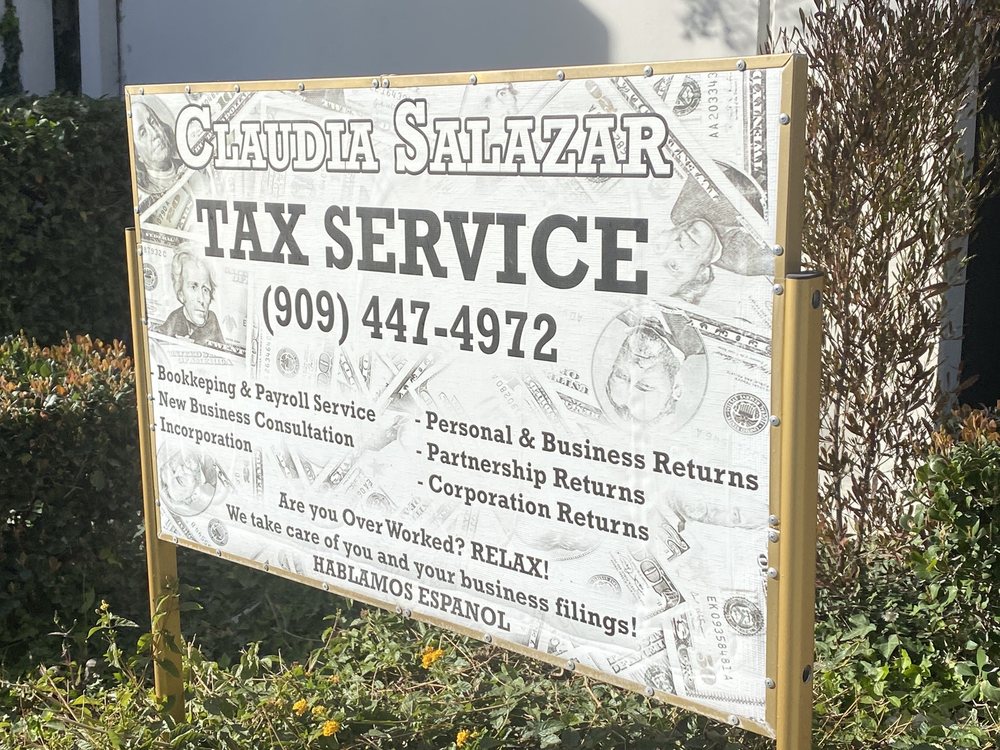 CLAUDIA SALAZAR
TAX SERVICE
(909) 447-4972
- Bookkeping & Payroll Service
- New Business Consultation
- Incorporation
- Personal & Business Returns
- Partnership Returns
- Corporation Returns
Are you Over Worked? RELAX!
We take care of you and your business filings!
HABLAMOS ESPANOL